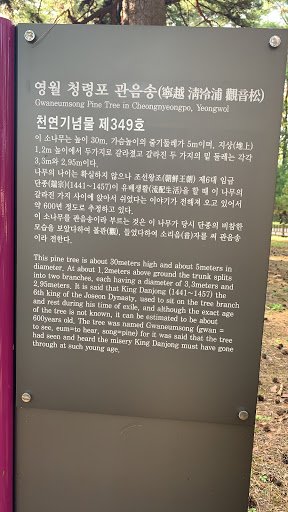 영월 청령포 관음송(寧越 淸泠浦 觀音松)
Gwaneumsong Pine Tree in Cheongnyeongpo, Yeongwol
천연기념물 제349호
이 소나무는 높이 30m, 가슴높이의 줄기둘레가 5m이며, 지상(地上)
1,2m 높이에서 두가지로 갈라졌고 갈라진 두 가지의 밑 둘레는 각각
3,3m와 2,95m이다.
나무의 나이는 확실하지 않으나 조선왕조(朝鮮王朝) 제6대 임금
단종(端宗)(1441~1457)이 유배생활(流配生活)을 할 때 이 나무의
갈라진 가지 사이에 앉아서 쉬었다는 이야기가 전해져 오고 있어서
약 600년 정도로 추정하고 있다.
이 소나무를 관음송이라 부르는 것은 이 나무가 당시 단종의 비참한
모습을 보았다하여 볼관(觀), 들었다하여 소리음(音)자를 써 관음송
이라 전한다.
This pine tree is about 30meters high and about 5meters in
diameter. At about 1,2meters above ground the trunk splits
into two branches, each having a diameter of 3,3meters and
2,95meters. It is said that King Danjong (1441~1457) the
6th king of the Joseon Dynasty, used to sit on the tree branch
and rest during his time of exile, and although the exact age
of the tree is not known, it can be estimated to be about
600years old. The tree was named Gwaneumsong (gwan =
to see, eum=to hear, song=pine) for it was said that the tree
had seen and heard the misery King Danjong must have gone
through at such young age.